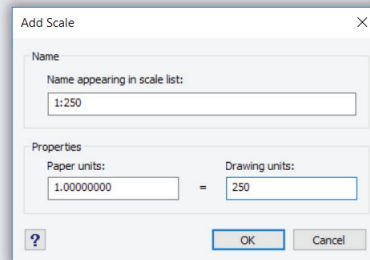 Add Scale
Name
Name appearing in scale list:
1:250
Properties
Paper units:
Drawing units:
1.00000000
=
250
?
OK
Cancel